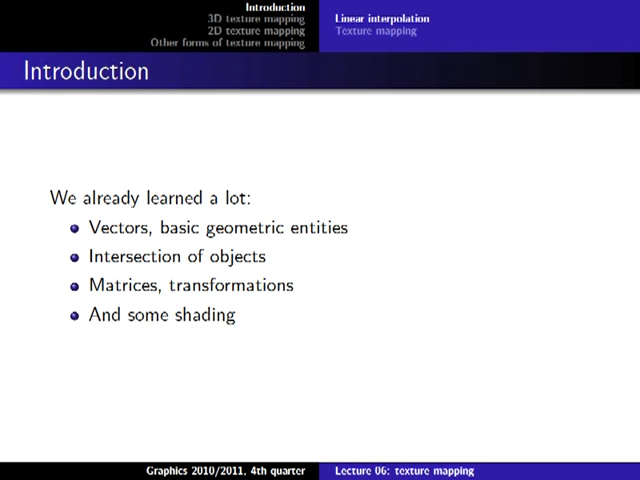 Introduction
3D texture mapping
2D texture mapping
Other forms of texture mapping
Linear interpolation
Texture mapping
Introduction
We already learned a lot:
Vectors, basic geometric entities
Intersection of objects
Matrices, transformations
And some shading
Graphics 2010/2011, 4th quarter
Lecture 06: texture mapping